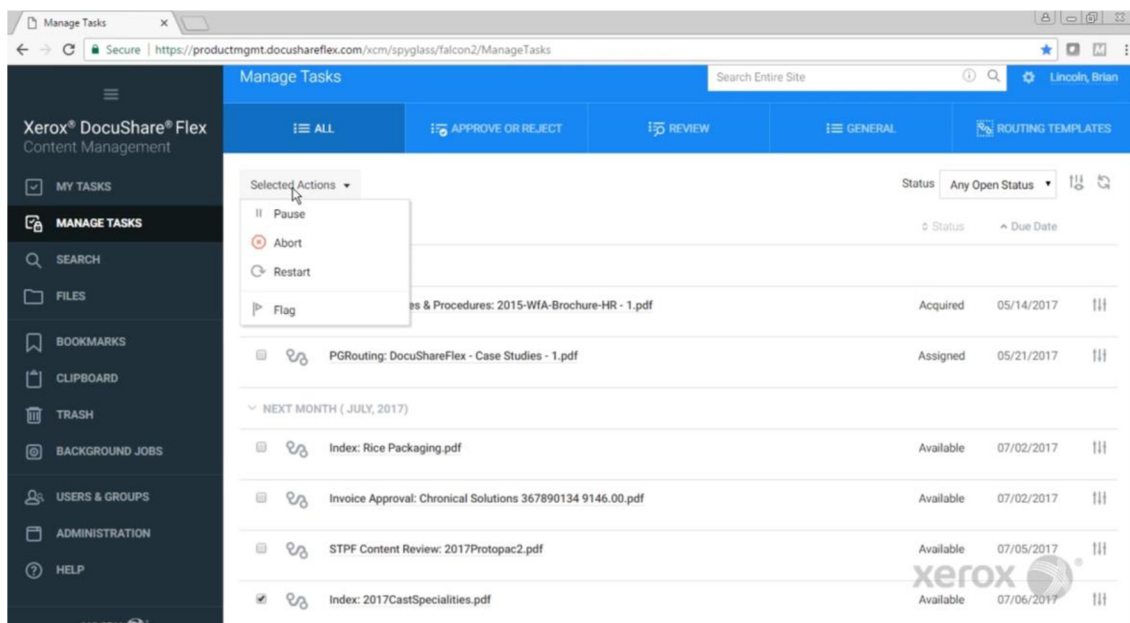 Manage Tasks
Secure | https://productmgmt.docushareflex.com/xcm/spyglass/falcon2/ManageTasks
Manage Tasks
Search Entire Site
Lincoln, Brian
Xerox® DocuShare® Flex
Content Management
ALL
APPROVE OR REJECT
REVIEW
GENERAL
ROUTING TEMPLATES
MY TASKS
MANAGE TASKS
SEARCH
FILES
BOOKMARKS
CLIPBOARD
TRASH
BACKGROUND JOBS
USERS & GROUPS
ADMINISTRATION
HELP
Selected Actions
Status Any Open Status
Pause
Abort
Restart
Flag
Status Due Date
es & Procedures: 2015-WfA-Brochure-HR - 1.pdf Acquired 05/14/2017
PGRouting: DocuShareFlex - Case Studies - 1.pdf Assigned 05/21/2017
NEXT MONTH ( JULY, 2017)
Index: Rice Packaging.pdf Available 07/02/2017
Invoice Approval: Chronical Solutions 367890134 9146.00.pdf Available 07/02/2017
STPF Content Review: 2017Protopac2.pdf Available 07/05/2017
Index: 2017CastSpecialities.pdf Available 07/06/2017
xerox®